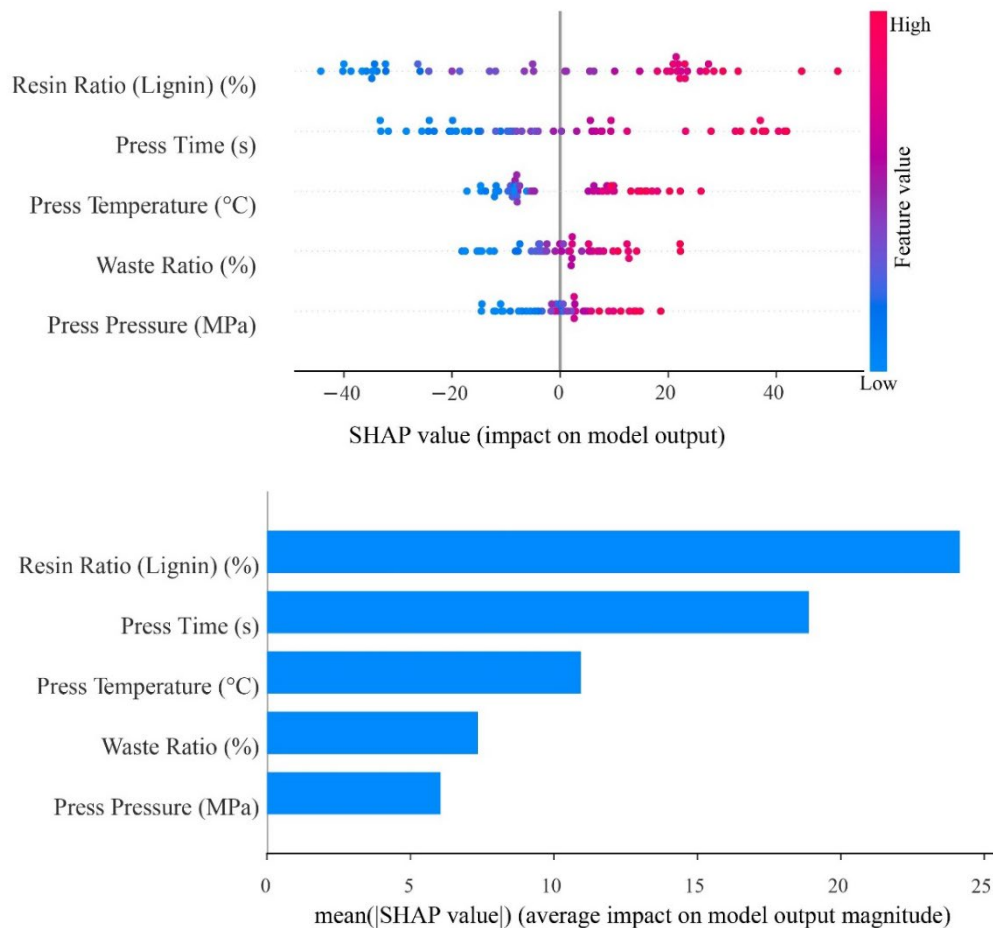 High
Resin Ratio (Lignin) (%)
Press Time (s)
Press Temperature (°C)
Waste Ratio (%)
Press Pressure (MPa)
Feature value
Low
−40 −20 0 20 40
SHAP value (impact on model output)
Resin Ratio (Lignin) (%)
Press Time (s)
Press Temperature (°C)
Waste Ratio (%)
Press Pressure (MPa)
0 5 10 15 20 25
mean(|SHAP value|) (average impact on model output magnitude)